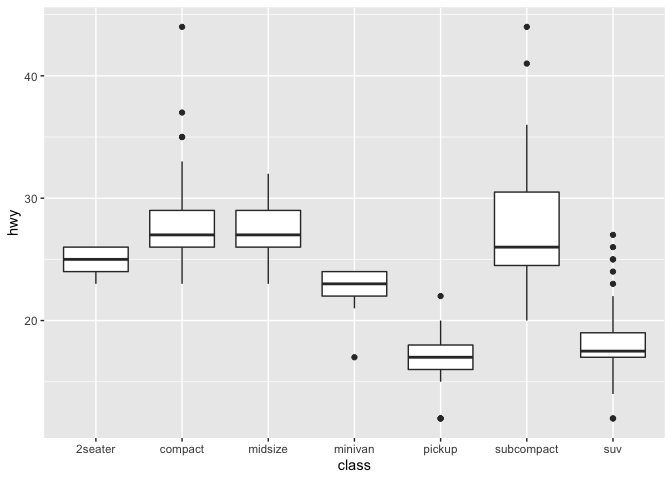 40
30
20
hwy
2seater compact midsize minivan pickup subcompact suv
class